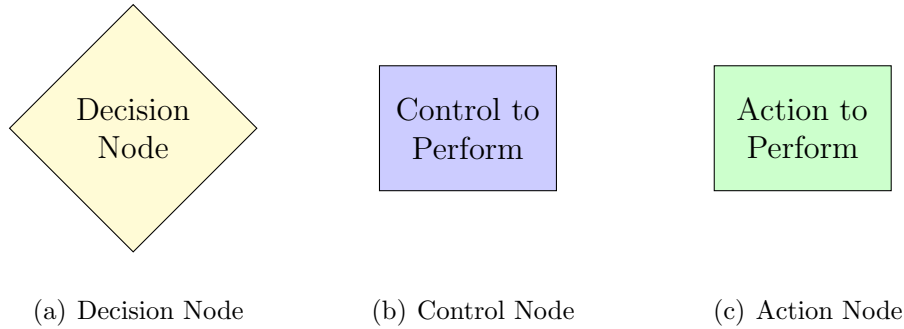 Decision
Node
Control to
Perform
Action to
Perform
(a) Decision Node
(b) Control Node
(c) Action Node